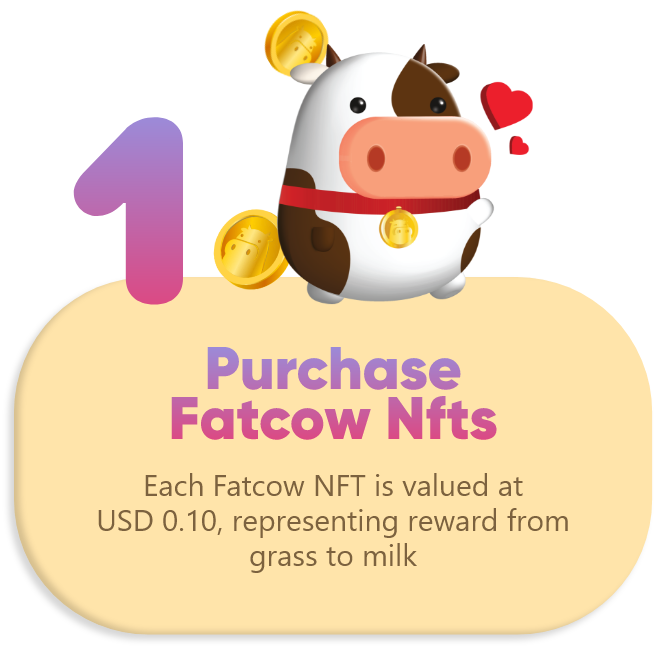 1
Purchase
Fatcow Nfts
Each Fatcow NFT is valued at
USD 0.10, representing reward from
grass to milk